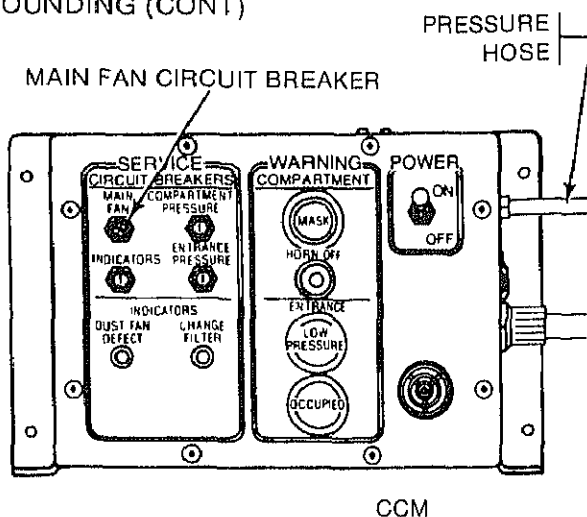 OUNDING (CONT)
PRESSURE
HOSE
MAIN FAN CIRCUIT BREAKER
SERVICE
CIRCUIT BREAKERS
MAIN
FAN
COMPARTMENT
PRESSURE
INDICATORS
ENTRANCE
PRESSURE
INDICATORS
DUST FAN
DEFECT
CHANGE
FILTER
WARNING
COMPARTMENT
MASK
HORN OFF
ENTRANCE
LOW
PRESSURE
OCCUPIED
POWER
ON
OFF
CCM